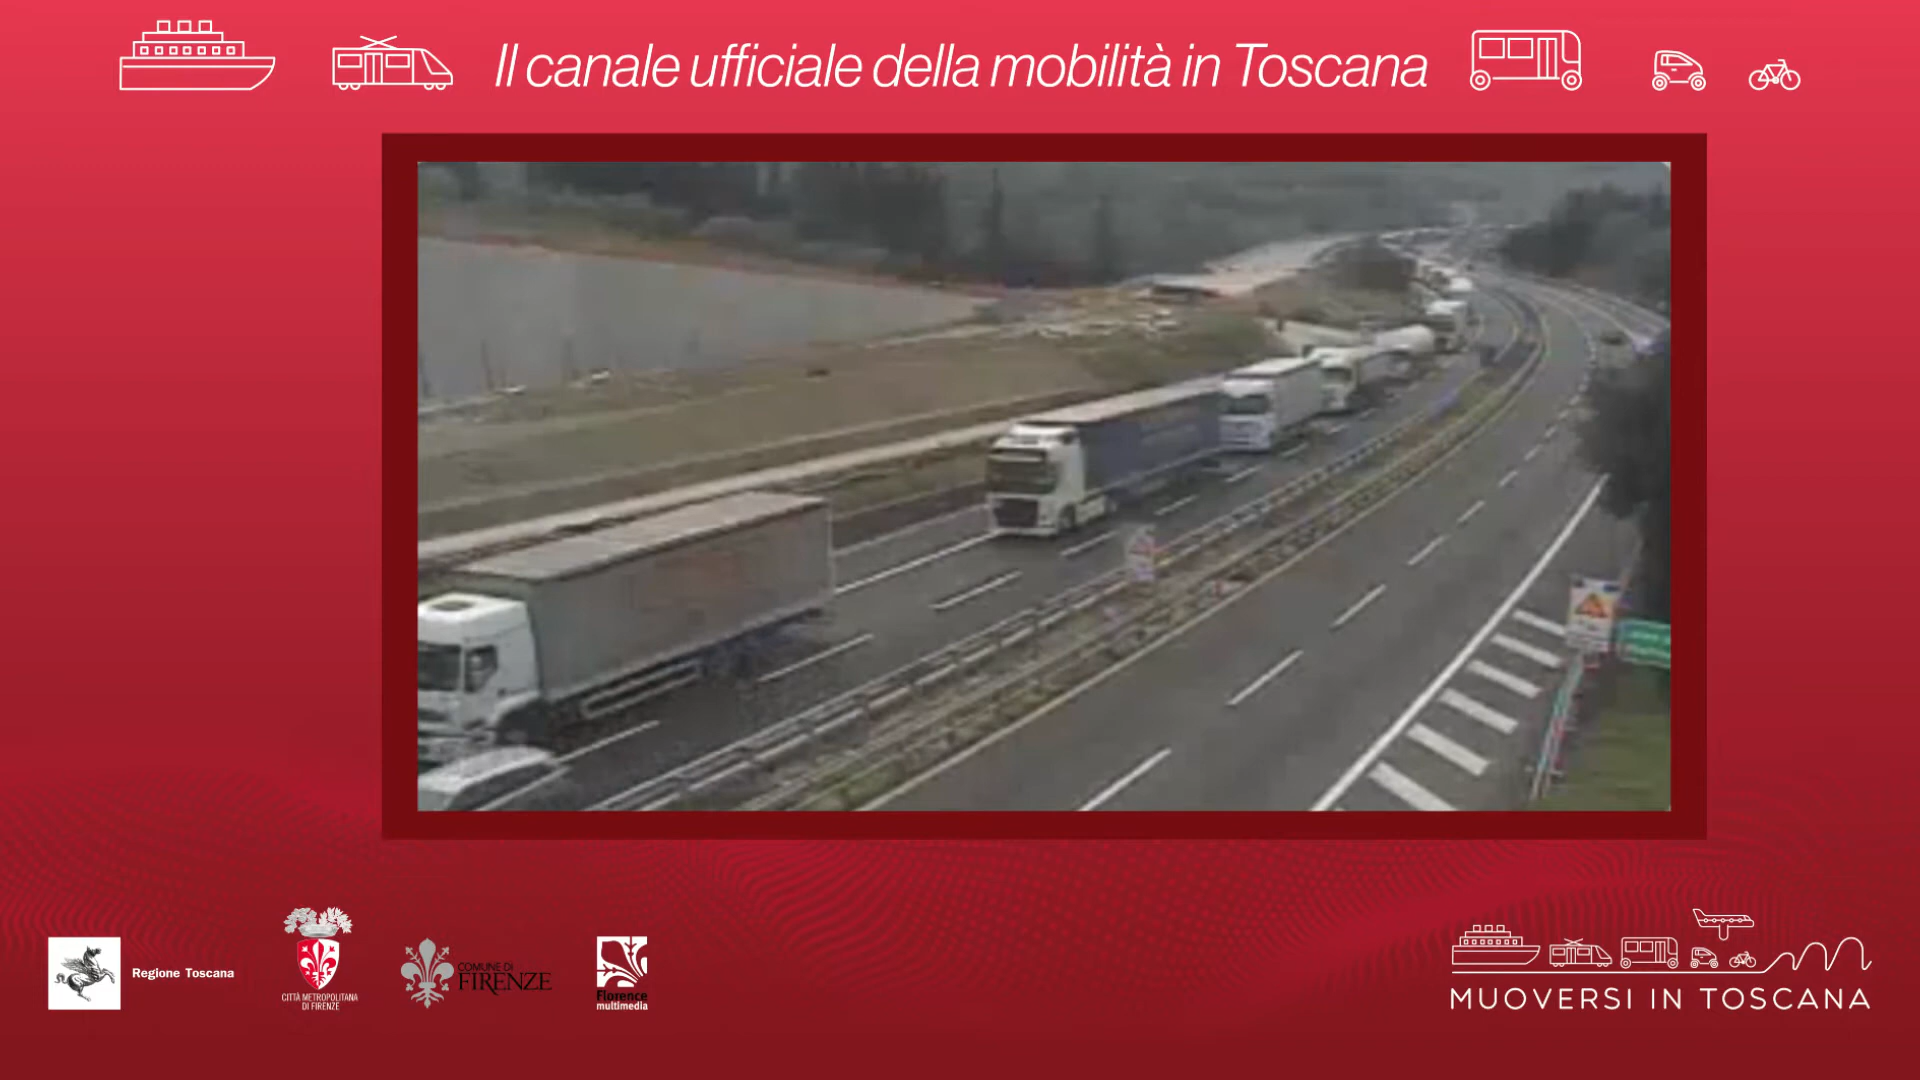 Il canale ufficiale della mobilità in Toscana
Regione Toscana
CITTÀ METROPOLITANA
DI FIRENZE
COMUNE DI
FIRENZE
Florence
multimedia
MUOVERSI IN TOSCANA